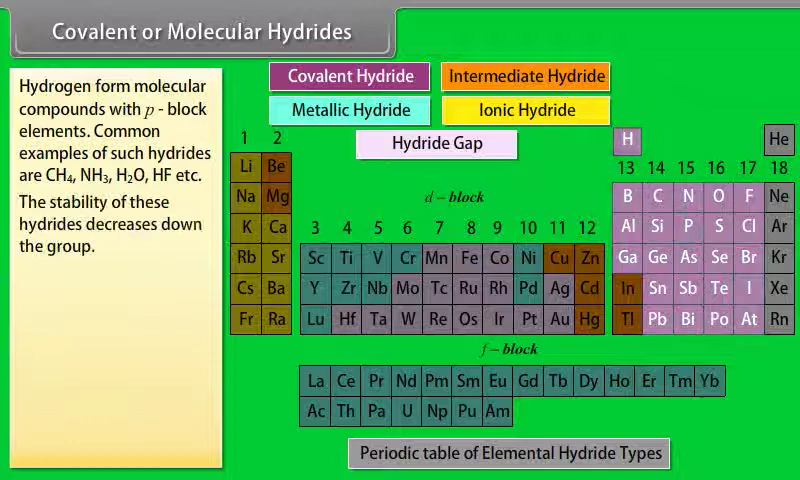 Covalent or Molecular Hydrides
Hydrogen form molecular
compounds with p - block
elements. Common
examples of such hydrides
are CH₄, NH₃, H₂O, HF etc.
The stability of these
hydrides decreases down
the group.
Covalent Hydride Intermediate Hydride
Metallic Hydride Ionic Hydride
Hydride Gap
H He
1 2 13 14 15 16 17 18
Li Be B C N O F Ne
d – block
Na Mg Al Si P S Cl Ar
3 4 5 6 7 8 9 10 11 12
K Ca Sc Ti V Cr Mn Fe Co Ni Cu Zn Ga Ge As Se Br Kr
Rb Sr Y Zr Nb Mo Tc Ru Rh Pd Ag Cd In Sn Sb Te I Xe
Cs Ba Lu Hf Ta W Re Os Ir Pt Au Hg Tl Pb Bi Po At Rn
Fr Ra
f – block
La Ce Pr Nd Pm Sm Eu Gd Tb Dy Ho Er Tm Yb
Ac Th Pa U Np Pu Am
Periodic table of Elemental Hydride Types